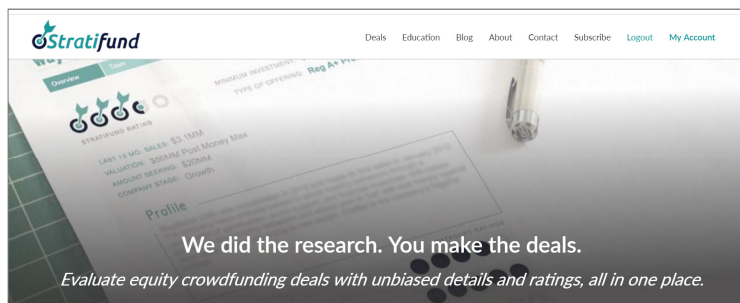 Stratifund
Deals Education Blog About Contact Subscribe Logout My Account
Overview Team
MINIMUM INVESTMENT:
TYPE OF OFFERING: Reg A+
STRATIFUND RATING
LAST 12 MO. SALES: $3.1MM
VALUATION: $50MM Post Money Max
AMOUNT SEEKING: $20MM
COMPANY STAGE: Growth
Profile
RATINGS
We did the research. You make the deals.
Evaluate equity crowdfunding deals with unbiased details and ratings, all in one place.